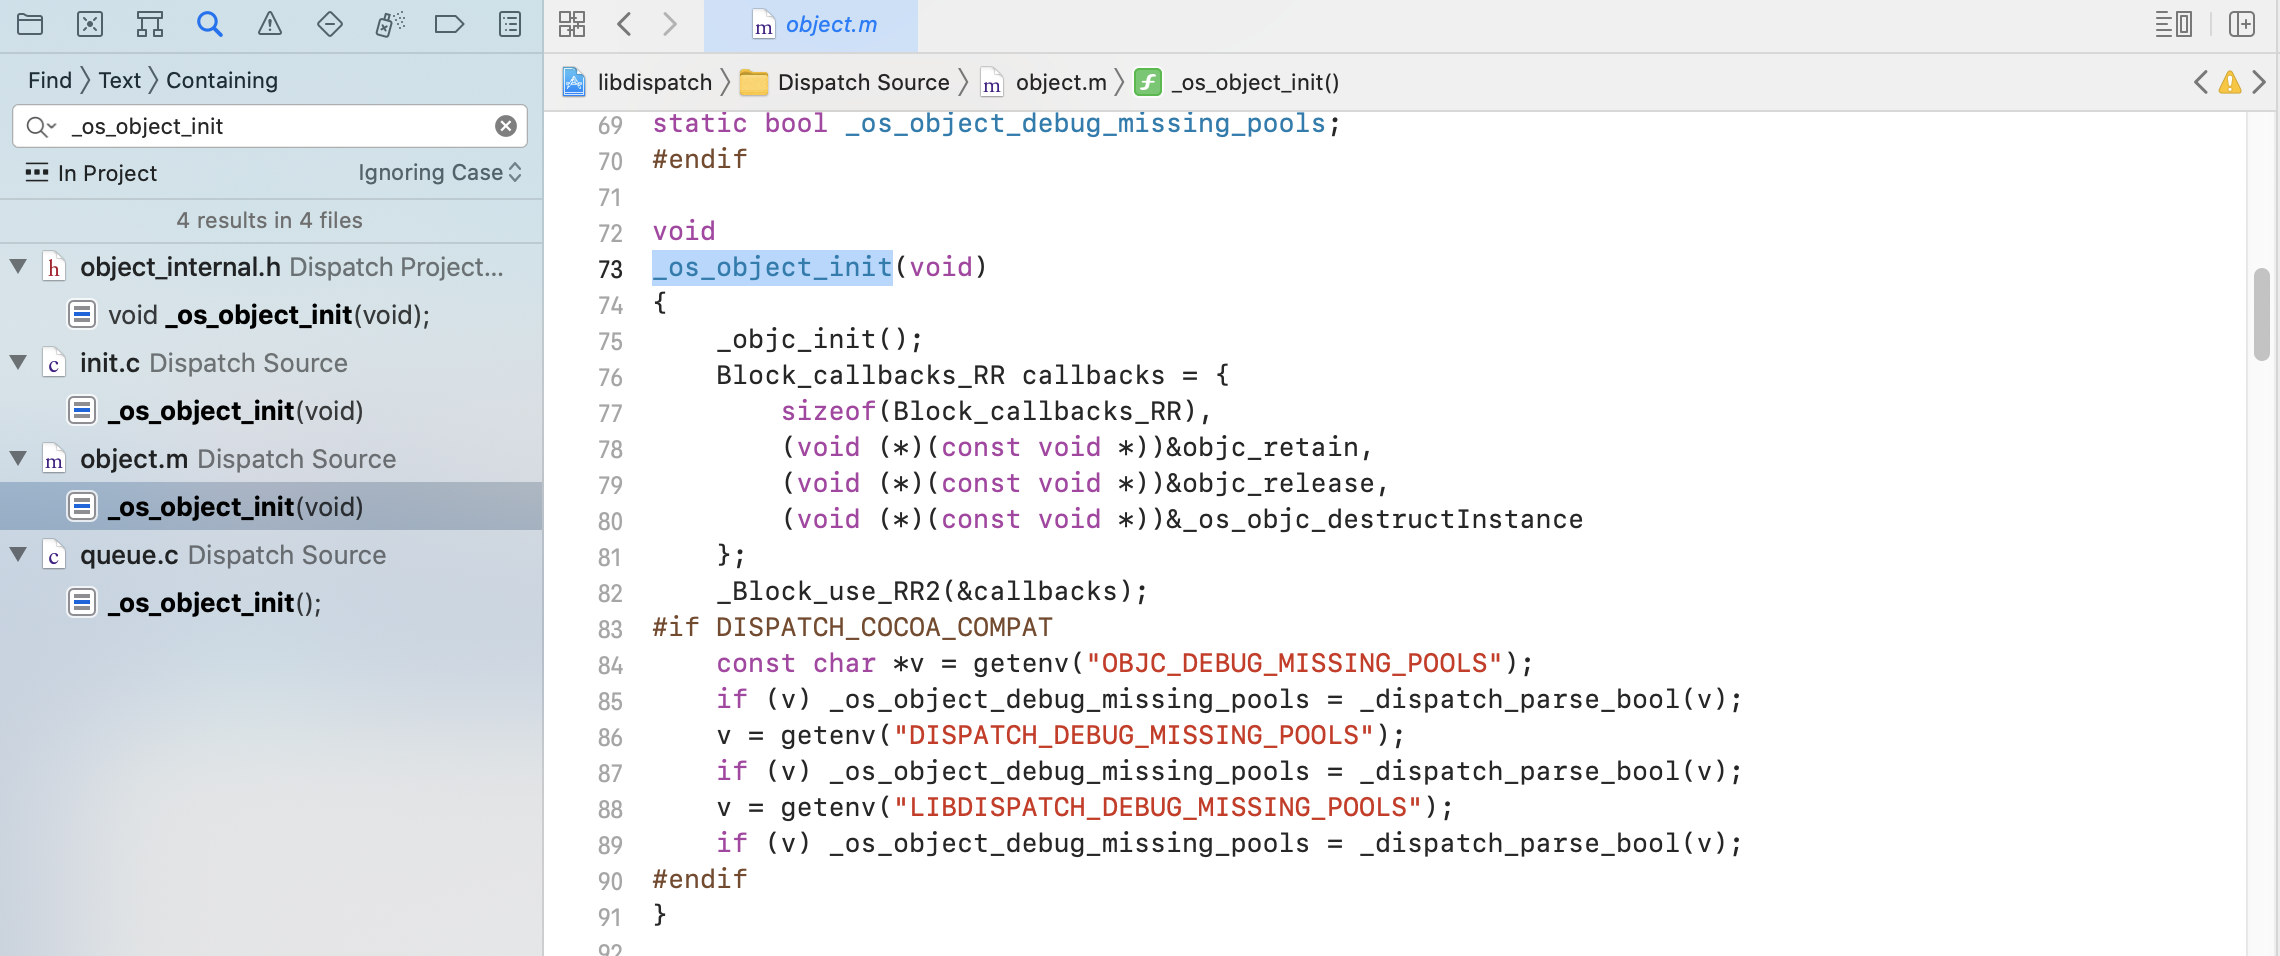 Find 〉 Text 〉 Containing
_os_object_init
In Project
Ignoring Case
4 results in 4 files
h object_internal.h Dispatch Project...
void _os_object_init(void);
c init.c Dispatch Source
_os_object_init(void)
m object.m Dispatch Source
_os_object_init(void)
c queue.c Dispatch Source
_os_object_init();
m object.m
libdispatch 〉 Dispatch Source 〉 m object.m 〉 f _os_object_init()
69 static bool _os_object_debug_missing_pools;
70 #endif
71
72 void
73 _os_object_init(void)
74 {
75     _objc_init();
76     Block_callbacks_RR callbacks = {
77         sizeof(Block_callbacks_RR),
78         (void (*)(const void *))&objc_retain,
79         (void (*)(const void *))&objc_release,
80         (void (*)(const void *))&_os_objc_destructInstance
81     };
82     _Block_use_RR2(&callbacks);
83 #if DISPATCH_COCOA_COMPAT
84     const char *v = getenv("OBJC_DEBUG_MISSING_POOLS");
85     if (v) _os_object_debug_missing_pools = _dispatch_parse_bool(v);
86     v = getenv("DISPATCH_DEBUG_MISSING_POOLS");
87     if (v) _os_object_debug_missing_pools = _dispatch_parse_bool(v);
88     v = getenv("LIBDISPATCH_DEBUG_MISSING_POOLS");
89     if (v) _os_object_debug_missing_pools = _dispatch_parse_bool(v);
90 #endif
91 }
92